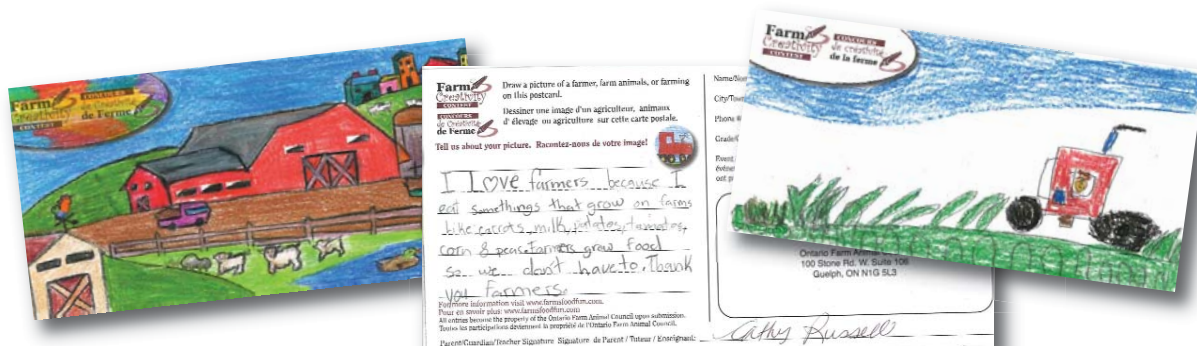 Farm
Creativity
CONTEST
CONCOURS
de Créativité
de Ferme
Farm
Creativity
CONTEST
CONCOURS
de Créativité
de Ferme
Draw a picture of a farmer, farm animals, or farming
on this postcard.
Dessiner une image d'un agriculteur, animaux
d'élevage ou agriculture sur cette carte postale.
Tell us about your picture. Racontez-nous de votre image!
I Love farmers because I
eat somethings that grow on farms
Like carrots, milk, potatoes, tomatoes,
corn & peas. Farmers grow food
so we don't have to. Thank
you farmers.
For more information visit www.farmsfoodfun.com.
Pour en savoir plus: www.farmsfoodfun.com
All entries become the property of the Ontario Farm Animal Council upon submission.
Toutes les participations deviennent la propriété de l'Ontario Farm Animal Council.
Parent/Guardian/Teacher Signature Signature de Parent / Tuteur / Enseignant:
Cathy Russell
City/Town
Phone #
Event
Ontario Farm Animal
100 Stone Rd. W. Suite 106
Guelph, ON N1G 5L3
Farm
Creativity
CONTEST
CONCOURS
de créativité
de la ferme